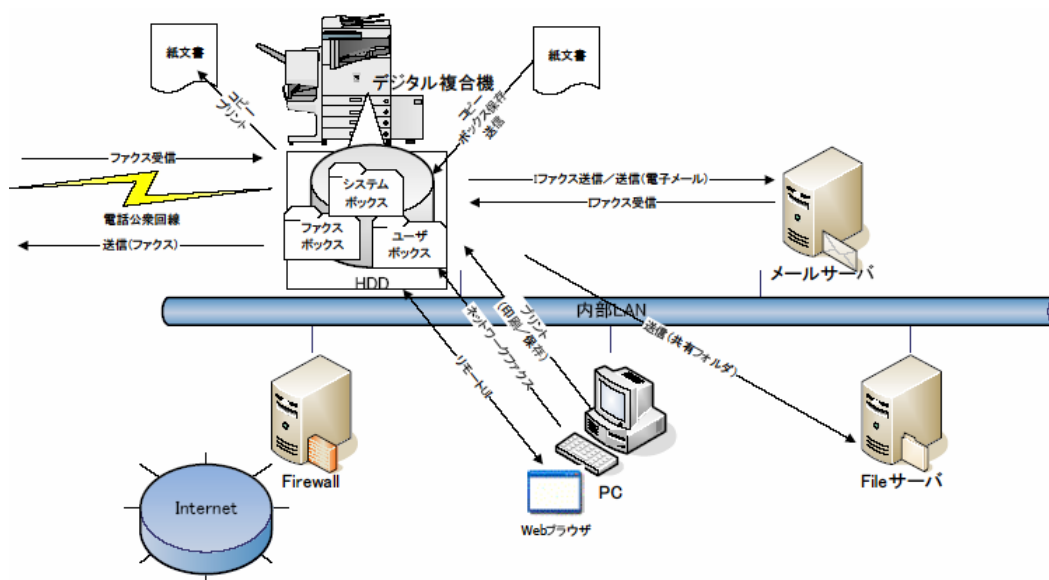 紙文書
紙文書
デジタル複合機
コピー
プリント
コピー
ボックス保存
送信
ファクス受信
電話公衆回線
送信(ファクス)
システム
ボックス
ファクス
ボックス
ユーザ
ボックス
HDD
Iファクス送信／送信(電子メール)
Iファクス受信
メールサーバ
内部LAN
プリント
(印刷／保存)
ネットワークファクス
リモートUI
送信(共有フォルダ)
Firewall
Internet
PC
Webブラウザ
Fileサーバ